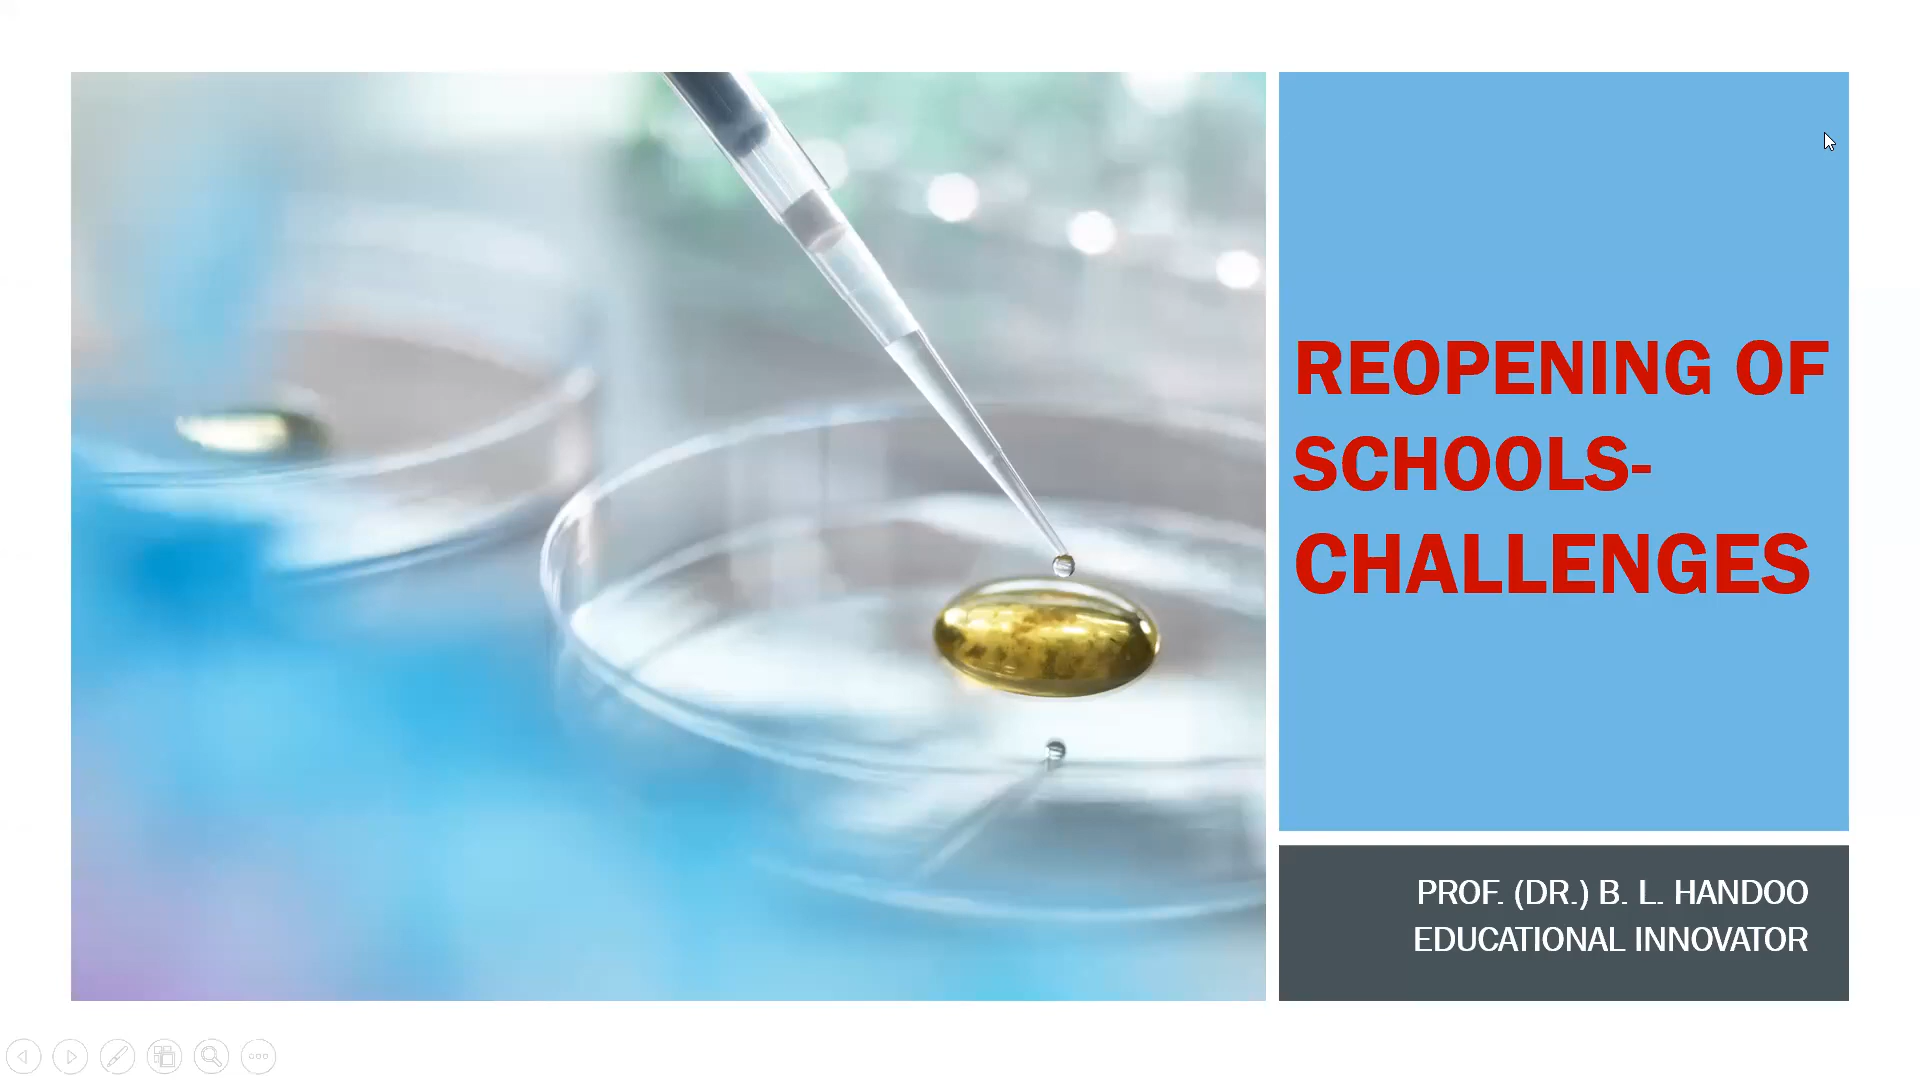 REOPENING OF
SCHOOLS-
CHALLENGES
PROF. (DR.) B. L. HANDOO
EDUCATIONAL INNOVATOR